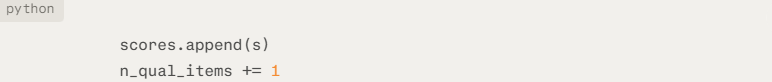 python
scores.append(s)
n_qual_items += 1